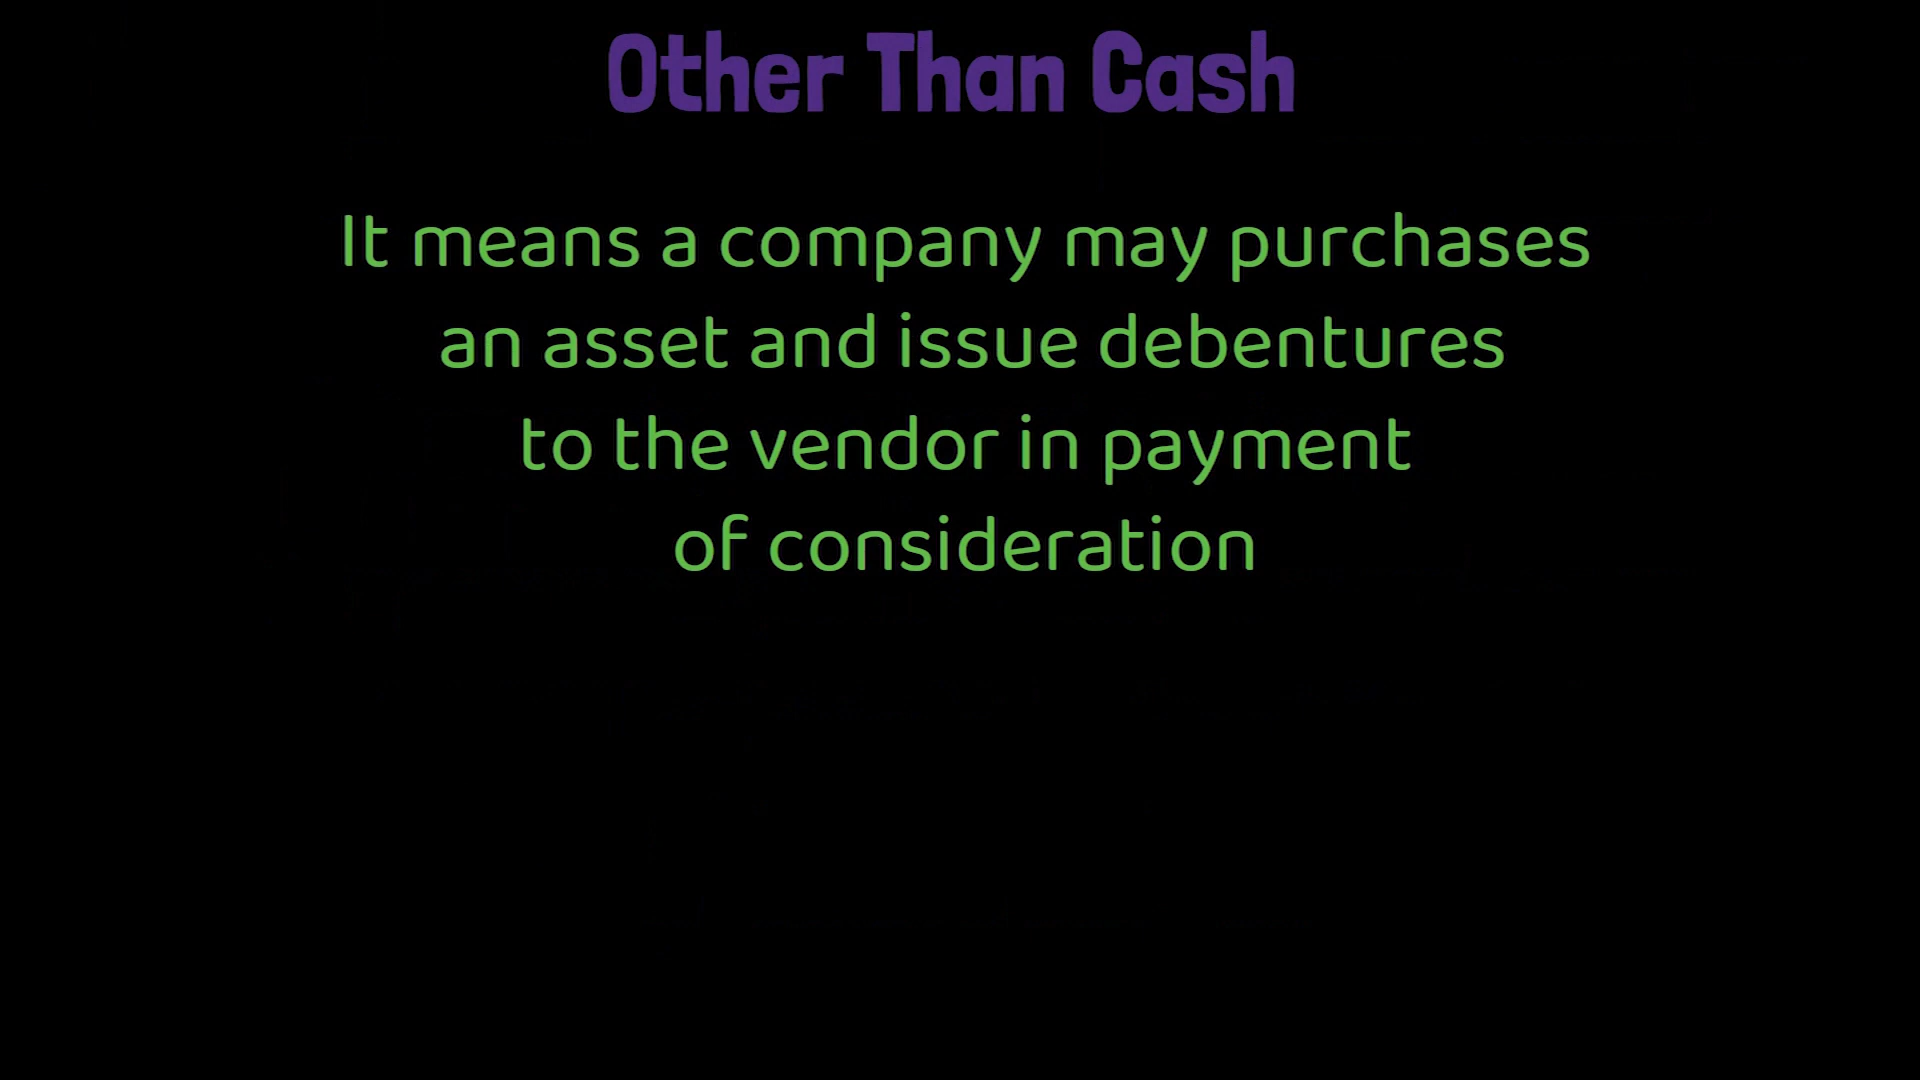 Other Than Cash
It means a company may purchases
an asset and issue debentures
to the vendor in payment
of consideration